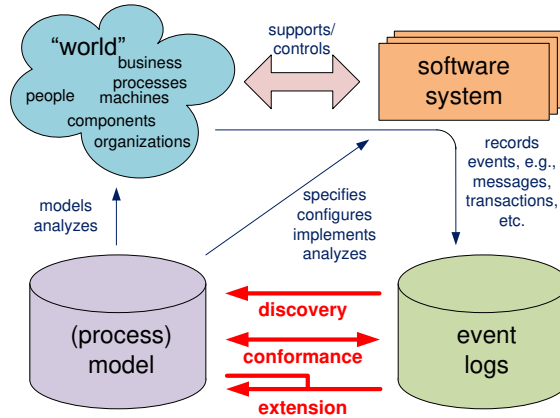 “world”
business
processes
people
machines
components
organizations
supports/
controls
software
system
records
events, e.g.,
messages,
transactions,
etc.
models
analyzes
specifies
configures
implements
analyzes
(process)
model
discovery
conformance
extension
event
logs